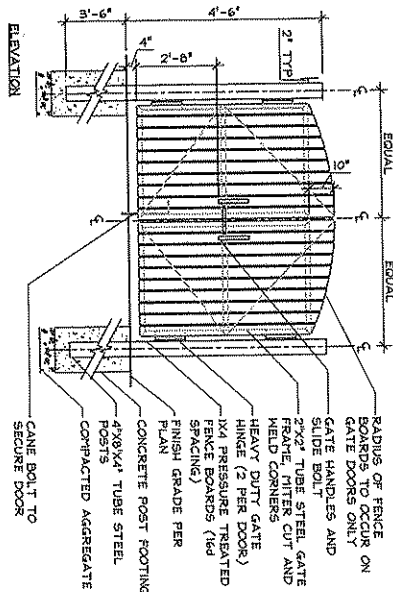 ELEVATION
3'-6"
4'-6"
4"
2'-8"
2" TYP
10"
EQUAL
EQUAL
RADIUS OF FENCE
BOARDS TO OCCUR ON
GATE DOORS ONLY
GATE HANDLES AND
SLIDE BOLT
2"X2" TUBE STEEL GATE
FRAME, MITER CUT AND
WELD CORNERS
HEAVY DUTY GATE
HINGE (2 PER DOOR)
1X4 PRESSURE TREATED
FENCE BOARDS (16d
SPACING)
FINISH GRADE PER
PLAN
CONCRETE POST FOOTING
4"X8"X4" TUBE STEEL
POSTS
COMPACTED AGGREGATE
CANE BOLT TO
SECURE DOOR